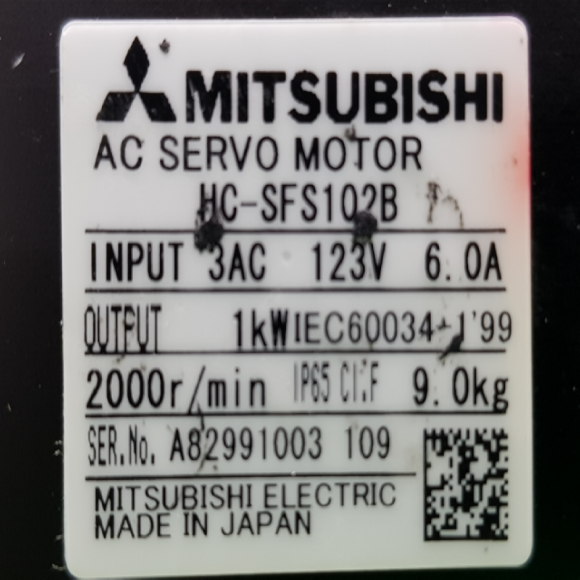 MITSUBISHI
AC SERVO MOTOR
HC-SFS102B
INPUT 3AC 123V 6.0A
OUTPUT 1kW IEC60034-1'99
2000r/min IP65 CI.F 9.0kg
SER.No. A82991003 109
MITSUBISHI ELECTRIC
MADE IN JAPAN